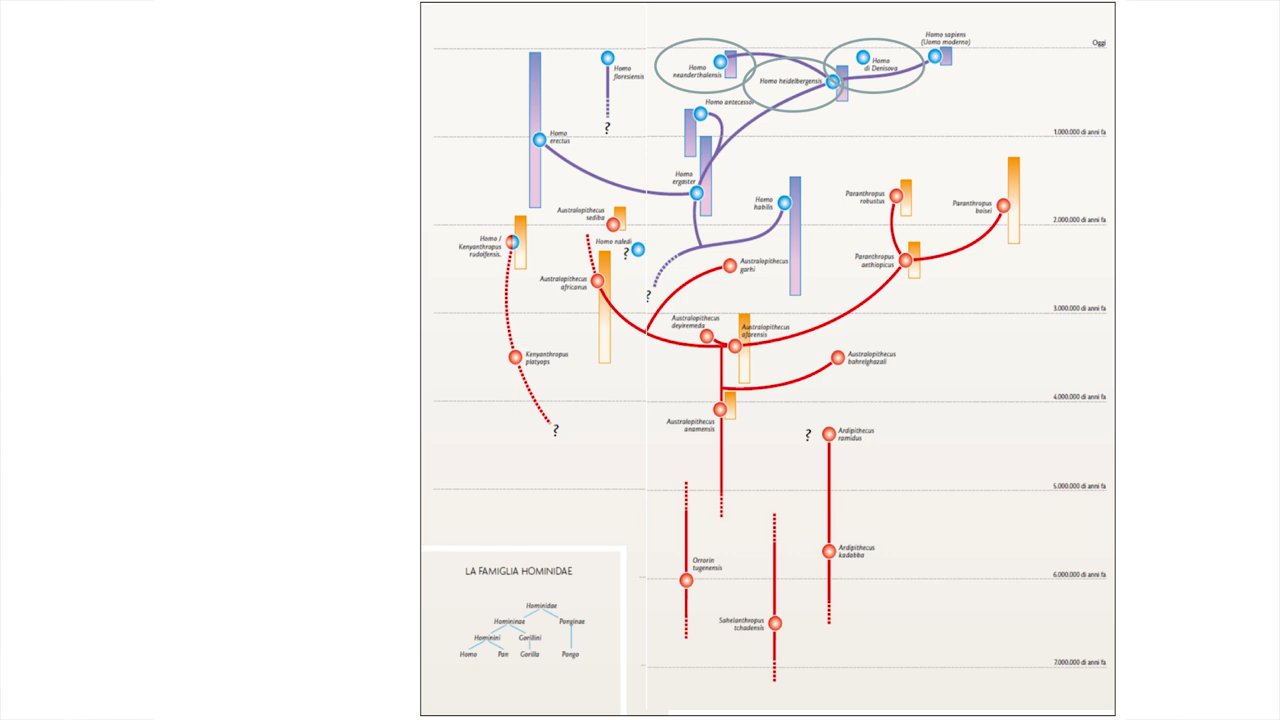 Homo sapiens
(Uomo moderno)
Oggi
Homo
floresiensis
Homo
neanderthalensis
Homo heidelbergensis
Homo
di Denisova
?
Homo antecessor
Homo
erectus
1.000.000 di anni fa
Homo
ergaster
Homo
habilis
Paranthropus
robustus
Paranthropus
boisei
Australopithecus
sediba
2.000.000 di anni fa
Homo /
Kenyanthropus
rudolfensis.
Homo naledi
?
Australopithecus
garhi
Paranthropus
aethiopicus
Australopithecus
africanus
?
3.000.000 di anni fa
Australopithecus
deyiremeda
Australopithecus
afarensis
Kenyanthropus
platyops
Australopithecus
bahrelghazali
4.000.000 di anni fa
?
Australopithecus
anamensis
?
Ardipithecus
ramidus
5.000.000 di anni fa
Ardipithecus
kadabba
Orrorin
tugenensis
6.000.000 di anni fa
Sahelanthropus
tchadensis
7.000.000 di anni fa
LA FAMIGLIA HOMINIDAE
Hominidae
Homininae
Ponginae
Hominini
Gorillini
Homo
Pan
Gorilla
Pongo